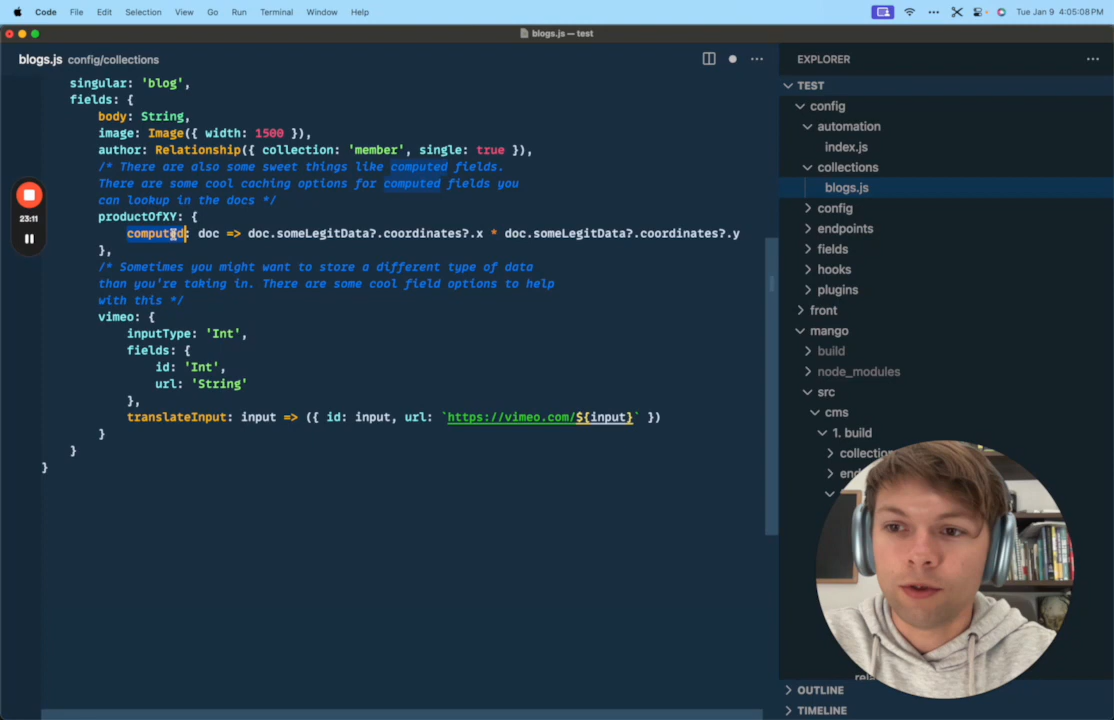 Code File Edit Selection View Go Run Terminal Window Help
Tue Jan 9 4:05:08 PM
blogs.js — test
blogs.js config/collections
singular: 'blog',
fields: {
body: String,
image: Image({ width: 1500 }),
author: Relationship({ collection: 'member', single: true }),
/* There are also some sweet things like computed fields.
There are some cool caching options for computed fields you
can lookup in the docs */
productOfXY: {
computed: doc => doc.someLegitData?.coordinates?.x * doc.someLegitData?.coordinates?.y
},
/* Sometimes you might want to store a different type of data
than you're taking in. There are some cool field options to help
with this */
vimeo: {
inputType: 'Int',
fields: {
id: 'Int',
url: 'String'
},
translateInput: input => ({ id: input, url: `https://vimeo.com/${input}` })
}
}
}
23:11
EXPLORER
TEST
config
automation
index.js
collections
blogs.js
config
endpoints
fields
hooks
plugins
front
mango
build
node_modules
src
cms
1. build
OUTLINE
TIMELINE